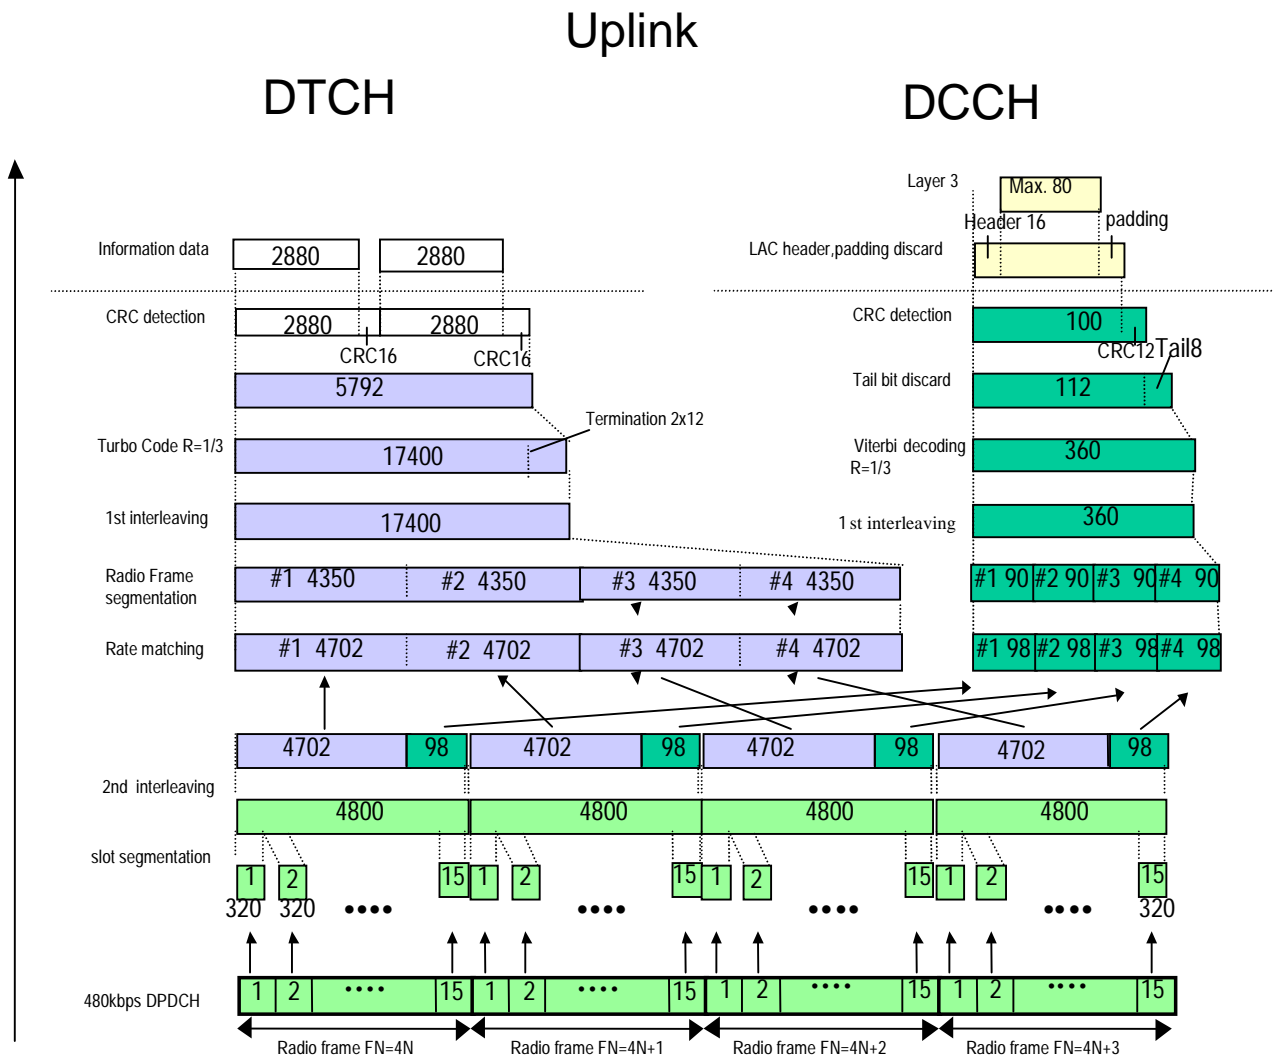 Uplink
DTCH
DCCH
Layer 3
Max. 80
Header 16
padding
Information data
2880
2880
LAC header,padding discard
CRC detection
2880
2880
CRC16
CRC16
CRC detection
100
CRC12
Tail8
5792
Tail bit discard
112
Termination 2x12
Turbo Code R=1/3
17400
Viterbi decoding
R=1/3
360
1st interleaving
17400
1st interleaving
360
Radio Frame
segmentation
#1 4350
#2 4350
#3 4350
#4 4350
#1 90
#2 90
#3 90
#4 90
Rate matching
#1 4702
#2 4702
#3 4702
#4 4702
#1 98
#2 98
#3 98
#4 98
4702
98
4702
98
4702
98
4702
98
2nd interleaving
4800
4800
4800
4800
slot segmentation
1
2
15
1
2
15
1
2
15
1
2
15
320
320
••••
••••
••••
••••
320
480kbps DPDCH
1
2
••••
15
1
2
••••
15
1
2
••••
15
1
2
••••
15
Radio frame FN=4N
Radio frame FN=4N+1
Radio frame FN=4N+2
Radio frame FN=4N+3